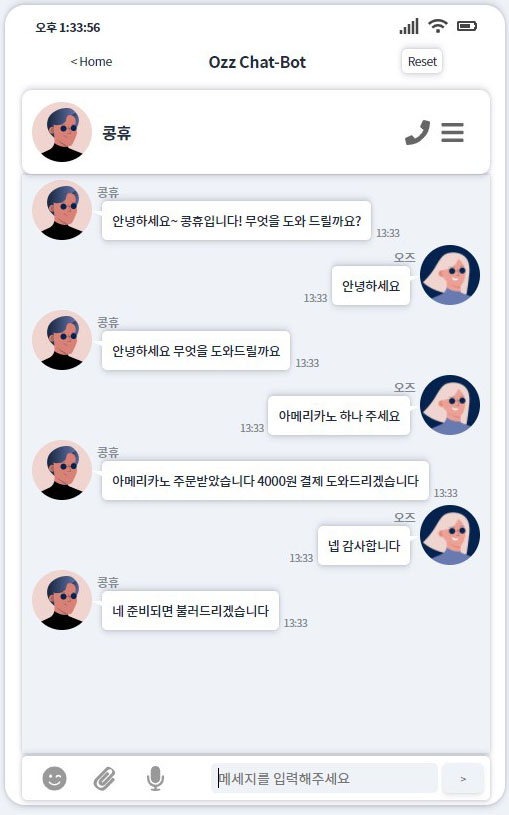 오후 1:33:56
< Home
Ozz Chat-Bot
Reset
콩휴
콩휴
안녕하세요~ 콩휴입니다! 무엇을 도와 드릴까요?
13:33
오즈
안녕하세요
13:33
콩휴
안녕하세요 무엇을 도와드릴까요
13:33
오즈
아메리카노 하나 주세요
13:33
콩휴
아메리카노 주문받았습니다 4000원 결제 도와드리겠습니다
13:33
오즈
넵 감사합니다
13:33
콩휴
네 준비되면 불러드리겠습니다
13:33
메세지를 입력해주세요
>